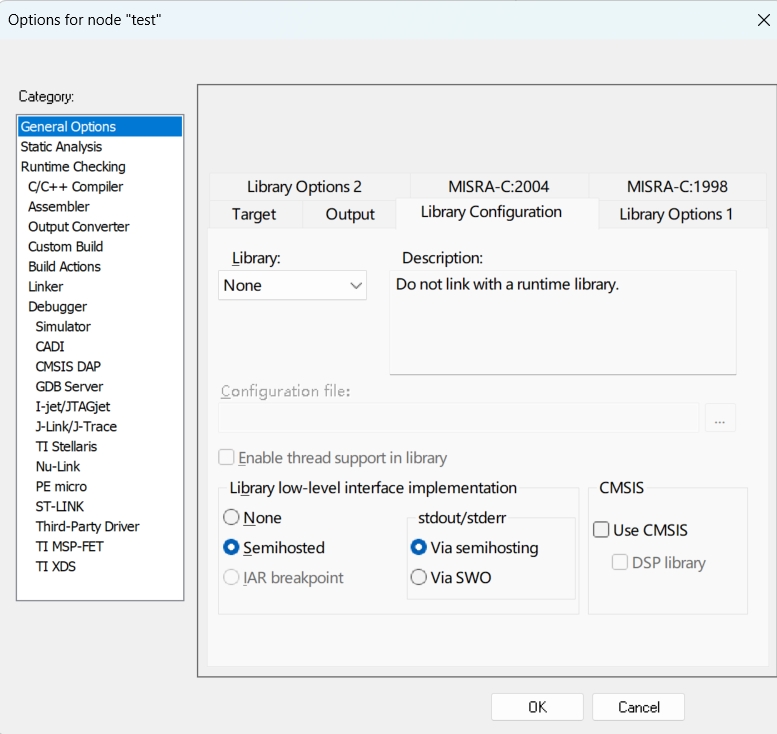 Options for node "test"
Category:
General Options
Static Analysis
Runtime Checking
C/C++ Compiler
Assembler
Output Converter
Custom Build
Build Actions
Linker
Debugger
Simulator
CADI
CMSIS DAP
GDB Server
I-jet/JTAGjet
J-Link/J-Trace
TI Stellaris
Nu-Link
PE micro
ST-LINK
Third-Party Driver
TI MSP-FET
TI XDS
Library Options 2 MISRA-C:2004 MISRA-C:1998
Target Output Library Configuration Library Options 1
Library: Description:
None Do not link with a runtime library.
Configuration file:
...
Enable thread support in library
Library low-level interface implementation CMSIS
None stdout/stderr
Use CMSIS
Semihosted Via semihosting
DSP library
IAR breakpoint Via SWO
OK Cancel